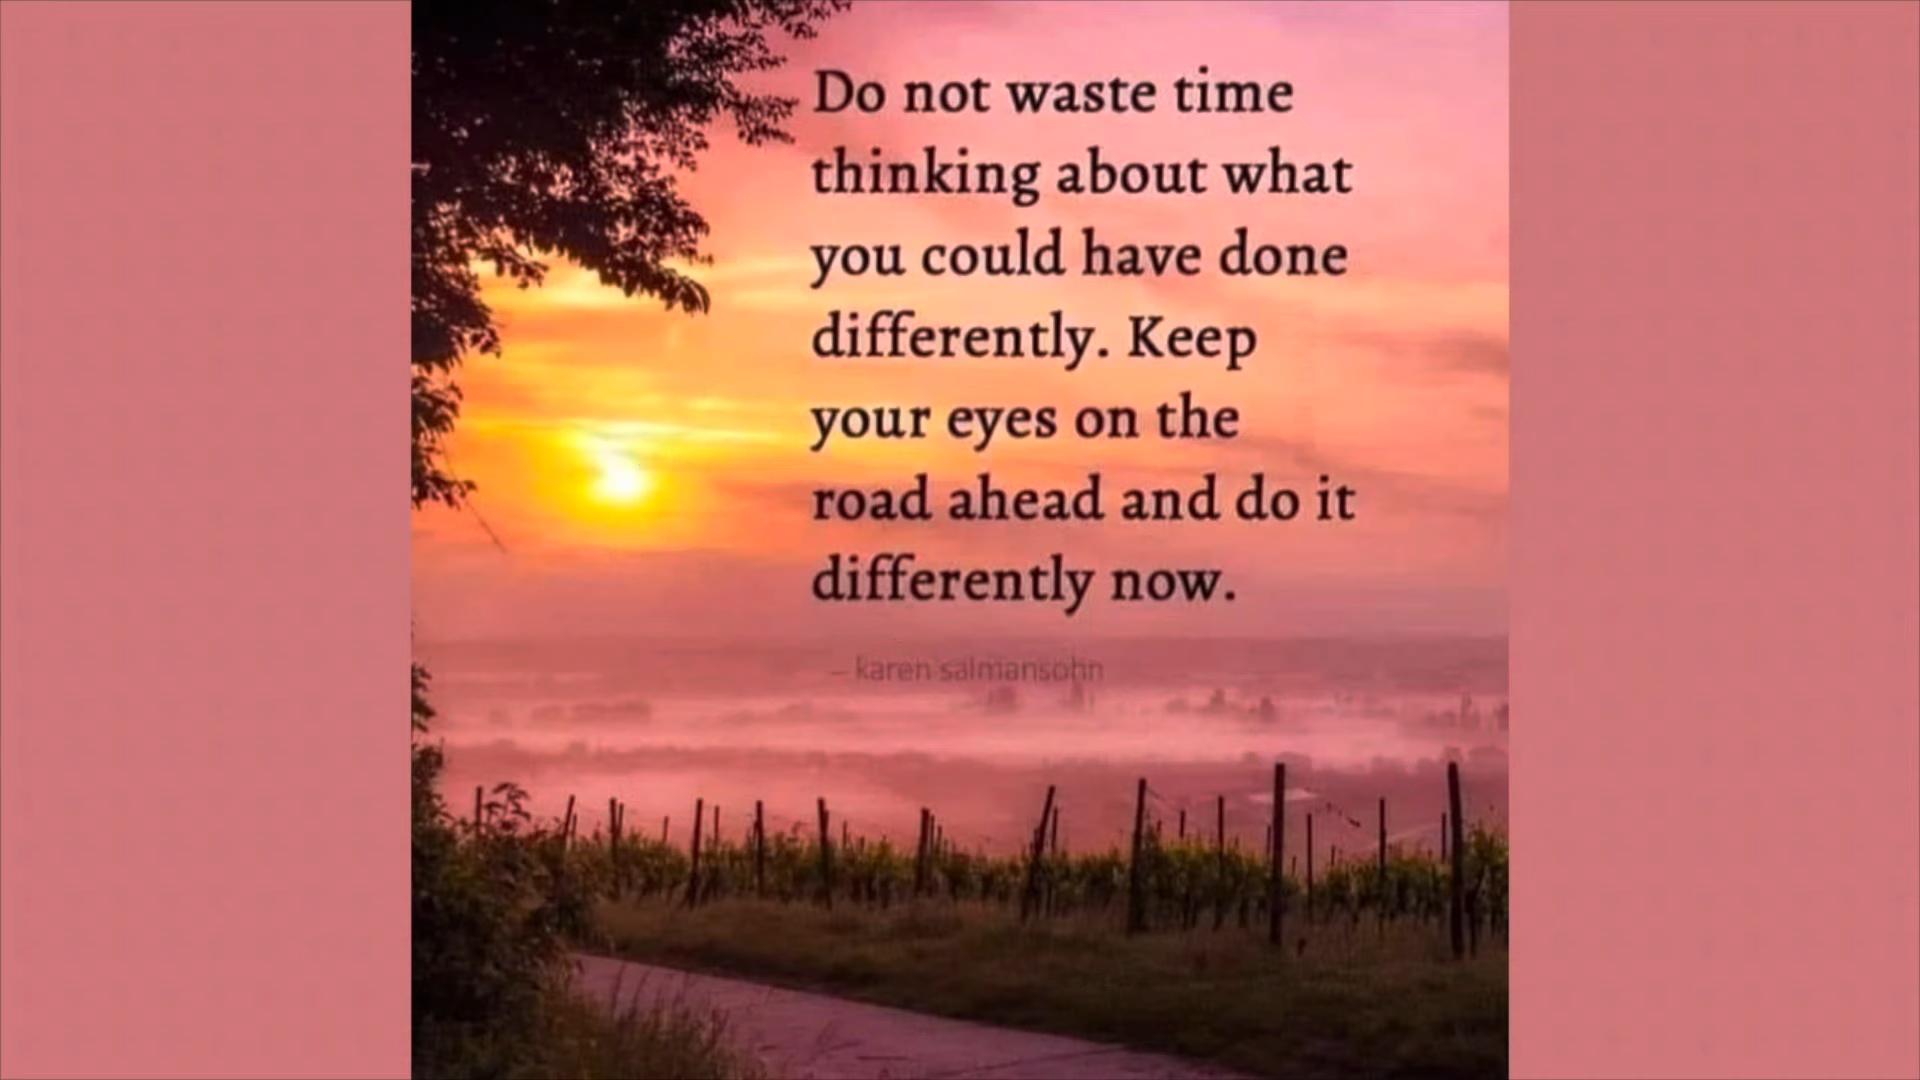 Do not waste time
thinking about what
you could have done
differently. Keep
your eyes on the
road ahead and do it
differently now.
– karen salmansohn